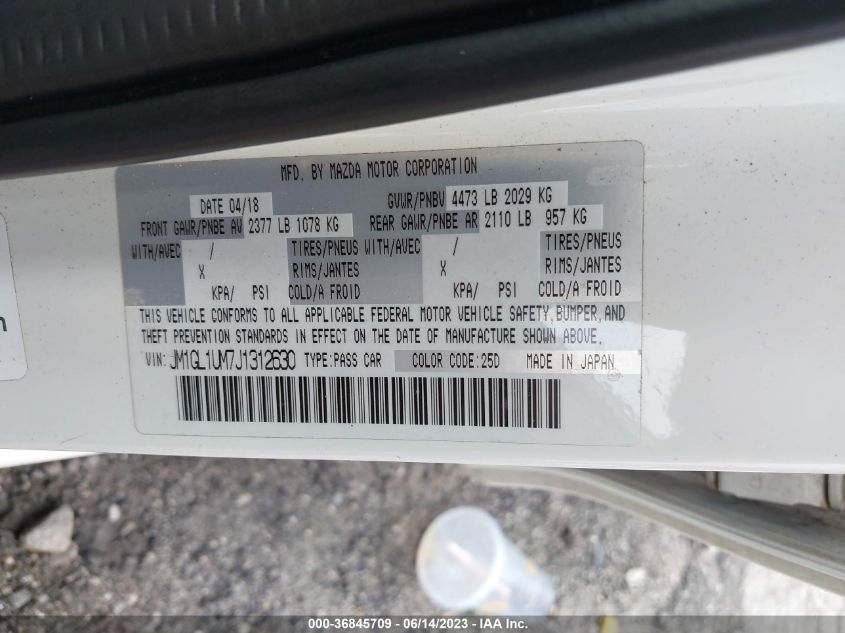 MFD. BY MAZDA MOTOR CORPORATION
DATE 04/18 GVWR/PNBV 4473 LB 2029 KG
FRONT GAWR/PNBE AV 2377 LB 1078 KG REAR GAWR/PNBE AR 2110 LB 957 KG
WITH/AVEC / TIRES/PNEUS WITH/AVEC / TIRES/PNEUS
X RIMS/JANTES X RIMS/JANTES
KPA/ PSI COLD/A FROID KPA/ PSI COLD/A FROID
THIS VEHICLE CONFORMS TO ALL APPLICABLE FEDERAL MOTOR VEHICLE SAFETY,BUMPER,AND
THEFT PREVENTION STANDARDS IN EFFECT ON THE DATE OF MANUFACTURE SHOWN ABOVE.
VIN: JM1GL1UM7J1312630 TYPE:PASS CAR COLOR CODE:25D MADE IN JAPAN
000-36845709 - 06/14/2023 - IAA Inc.